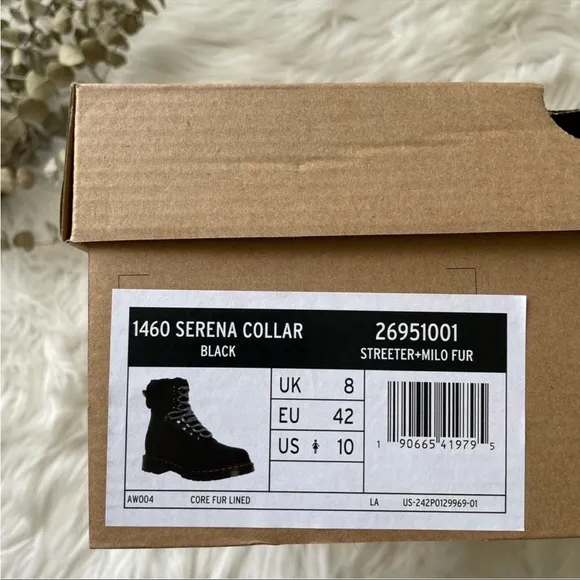 1460 SERENA COLLAR
BLACK
26951001
STREETER+MILO FUR
UK 8
EU 42
US 10
1 90665 41979 5
AW004 CORE FUR LINED LA US-242P0129969-01